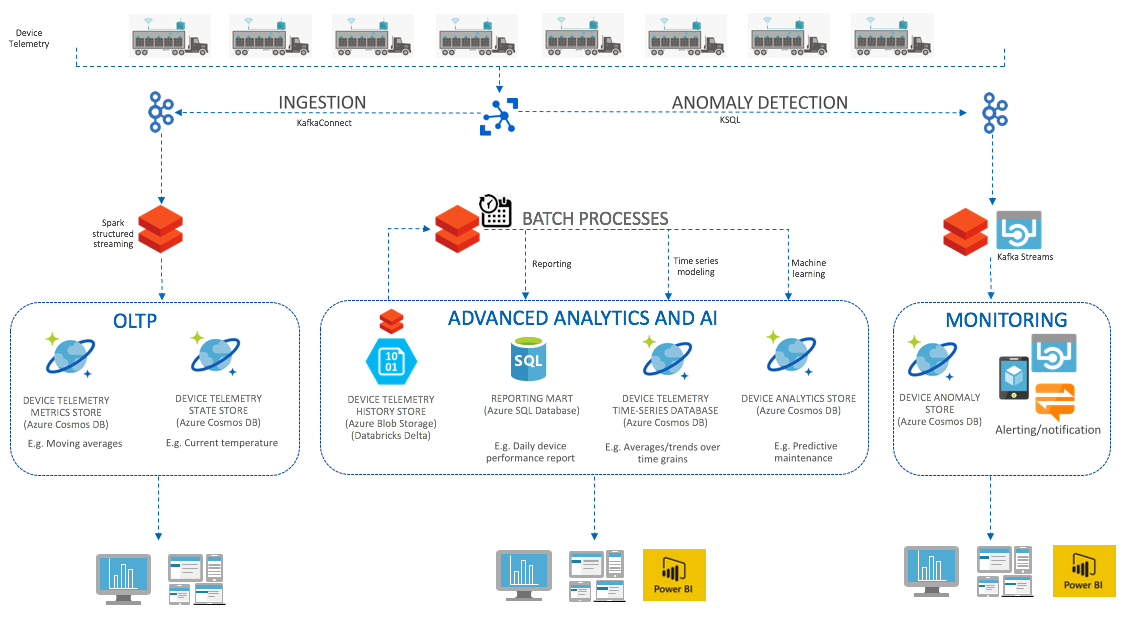 Device
Telemetry
INGESTION
KafkaConnect
ANOMALY DETECTION
KSQL
Spark
structured
streaming
BATCH PROCESSES
Reporting
Time series
modeling
Machine
learning
Kafka Streams
OLTP
DEVICE TELEMETRY
METRICS STORE
(Azure Cosmos DB)
E.g. Moving averages
DEVICE TELEMETRY
STATE STORE
(Azure Cosmos DB)
E.g. Current temperature
ADVANCED ANALYTICS AND AI
10
01
DEVICE TELEMETRY
HISTORY STORE
(Azure Blob Storage)
(Databricks Delta)
SQL
REPORTING MART
(Azure SQL Database)
E.g. Daily device
performance report
DEVICE TELEMETRY
TIME-SERIES DATABASE
(Azure Cosmos DB)
E.g. Averages/trends over
time grains
DEVICE ANALYTICS STORE
(Azure Cosmos DB)
E.g. Predictive
maintenance
MONITORING
DEVICE ANOMALY
STORE
(Azure Cosmos DB)
Alerting/notification
Power BI
Power BI